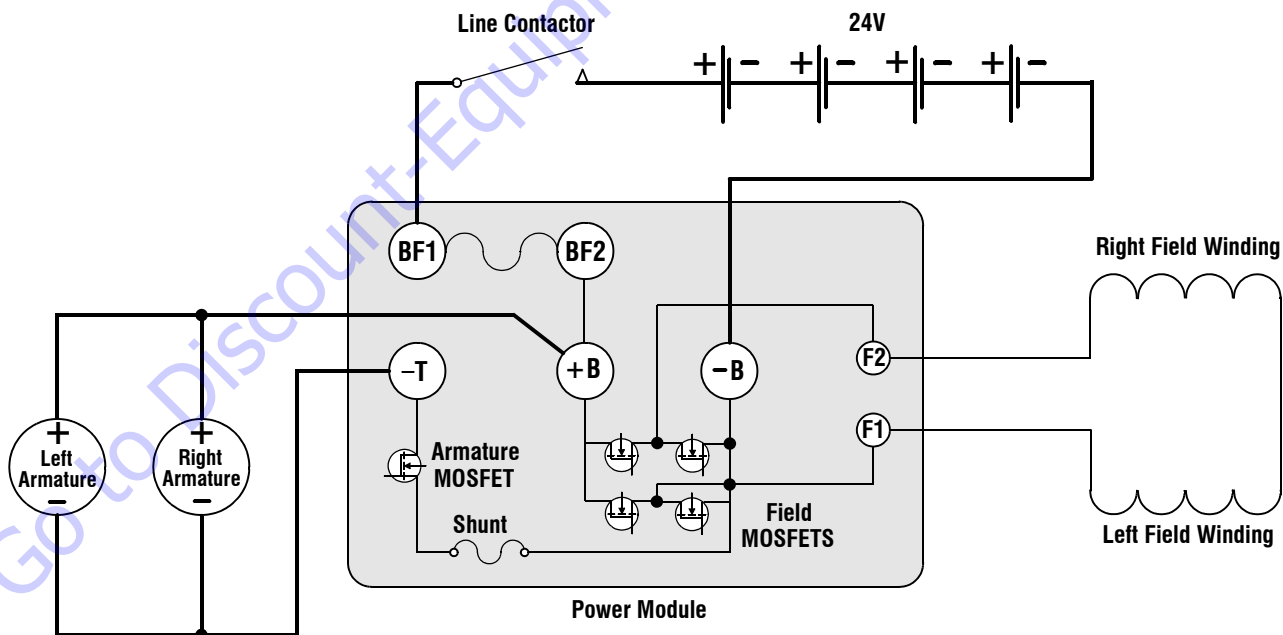 Line Contactor
24V
+ − + − + − + −
BF1
BF2
Right Field Winding
−T
+B
−B
F2
F1
+
Left
Armature
−
+
Right
Armature
−
Armature
MOSFET
Shunt
Field
MOSFETS
Left Field Winding
Power Module
Go to Discount-Equip